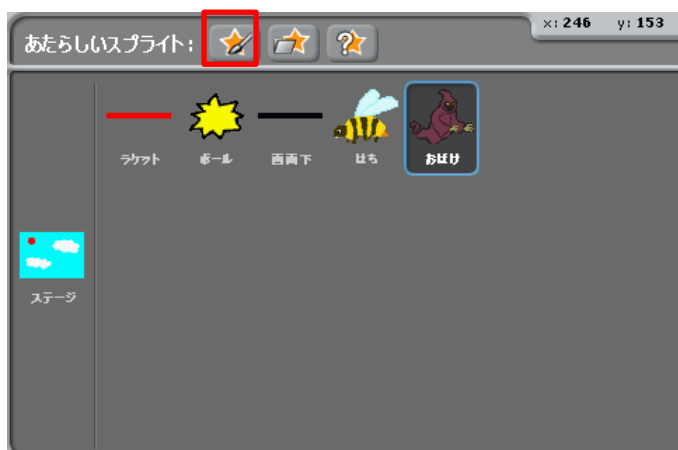 あたらしいスプライト:
x: 246 y: 153
ラケット ボール 画面下 はち おばけ
ステージ